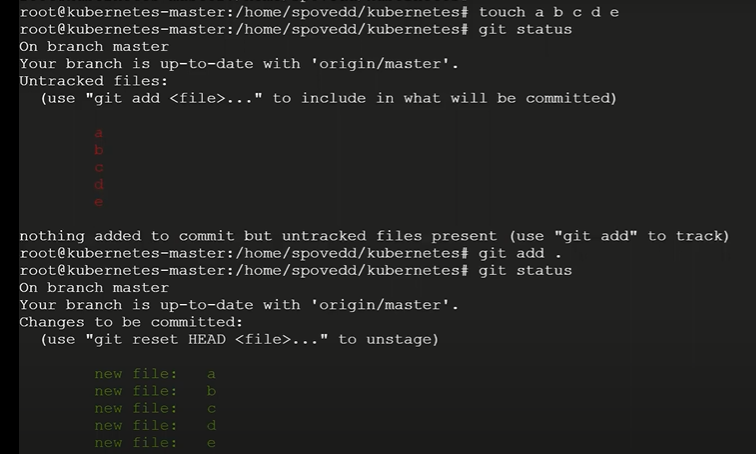 root@kubernetes-master:/home/spovedd/kubernetes# touch a b c d e
root@kubernetes-master:/home/spovedd/kubernetes# git status
On branch master
Your branch is up-to-date with 'origin/master'.
Untracked files:
(use "git add <file>..." to include in what will be committed)
a
b
c
d
e
nothing added to commit but untracked files present (use "git add" to track)
root@kubernetes-master:/home/spovedd/kubernetes# git add .
root@kubernetes-master:/home/spovedd/kubernetes# git status
On branch master
Your branch is up-to-date with 'origin/master'.
Changes to be committed:
(use "git reset HEAD <file>..." to unstage)
new file: a
new file: b
new file: c
new file: d
new file: e